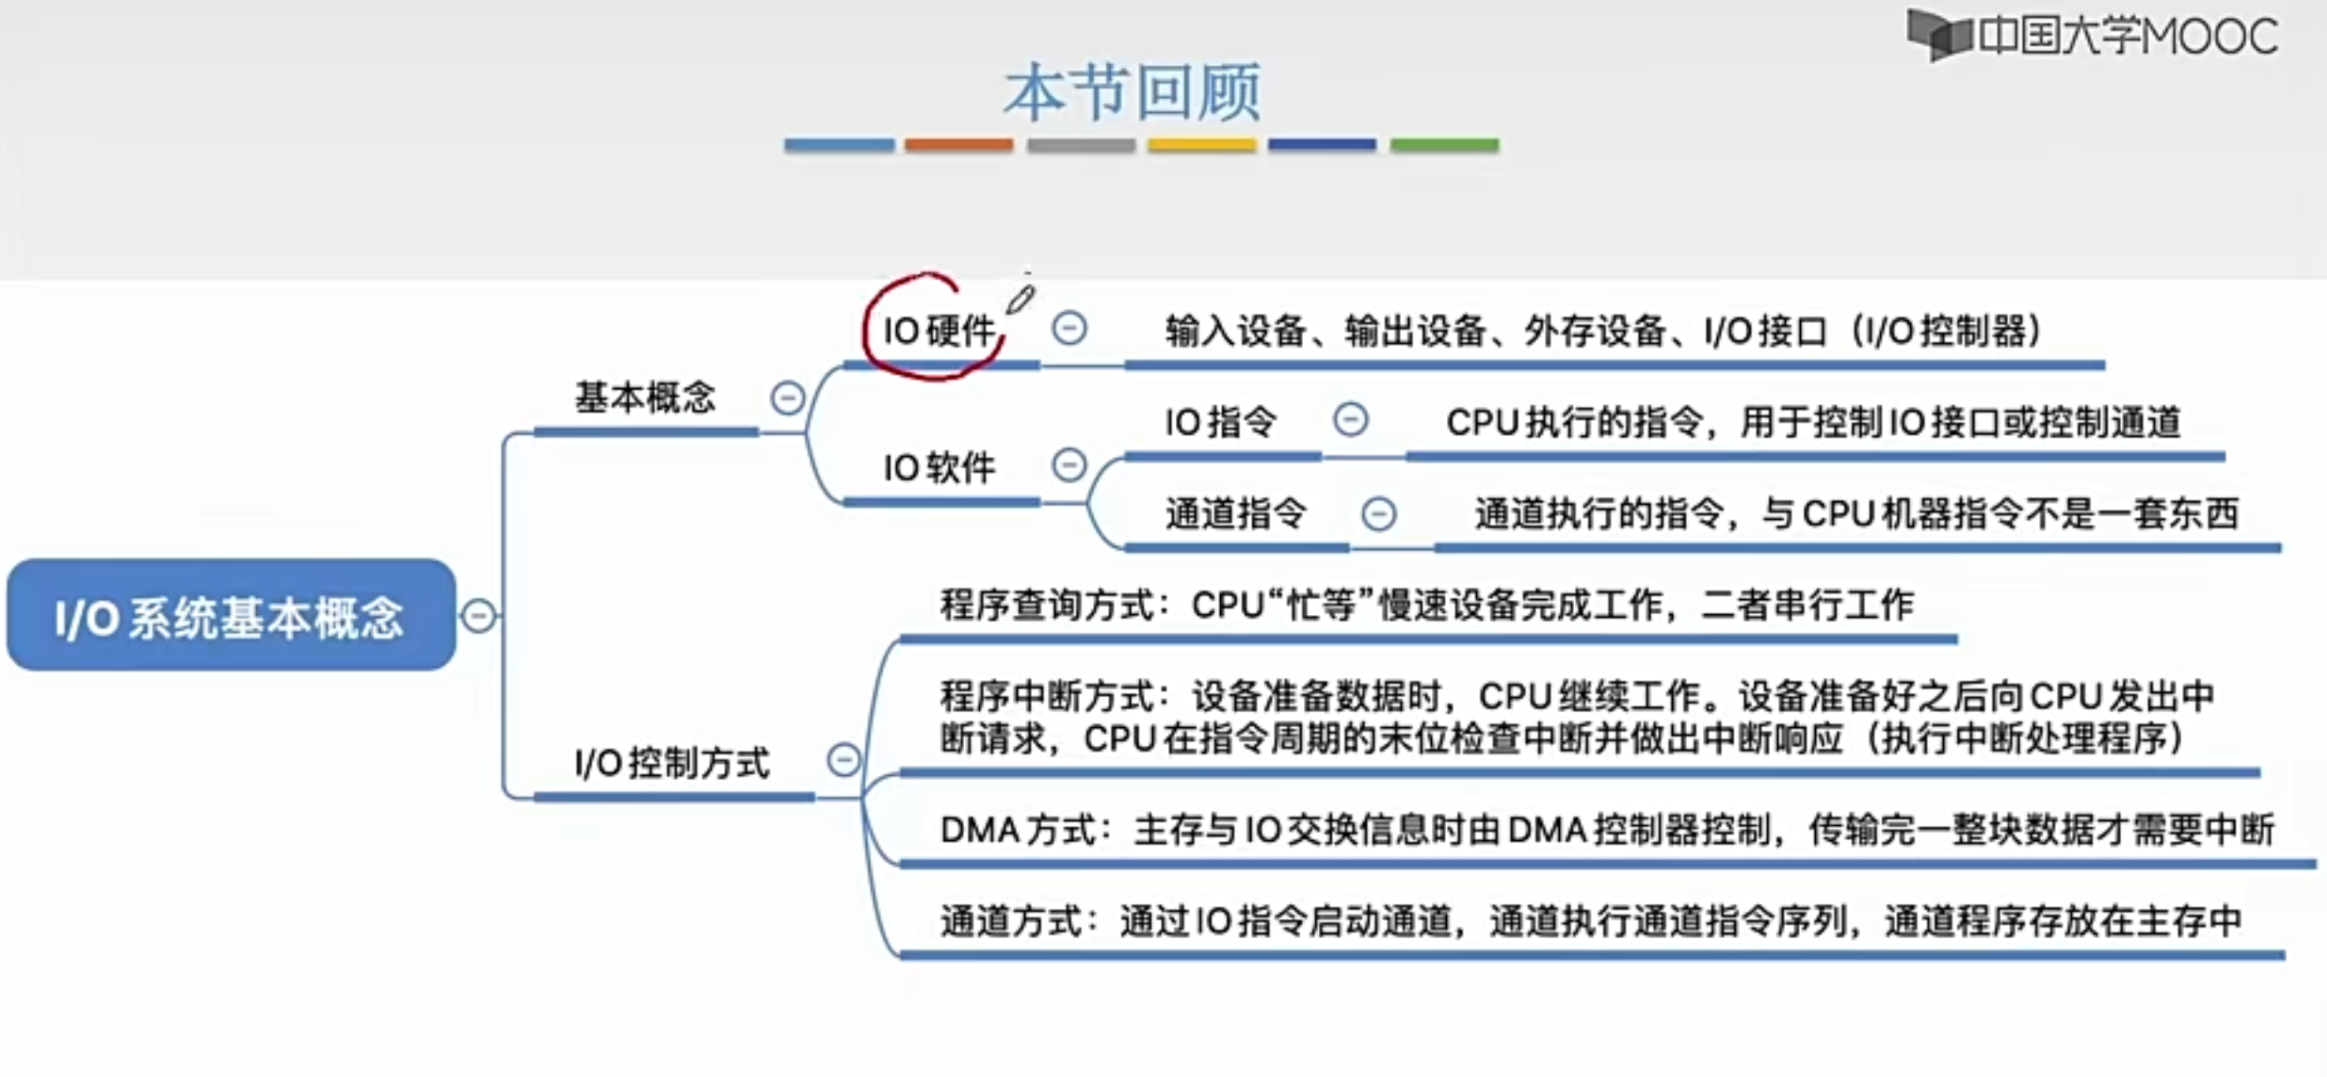 中国大学MOOC
本节回顾
IO硬件
输入设备、输出设备、外存设备、I/O接口（I/O控制器）
基本概念
IO指令
CPU执行的指令，用于控制IO接口或控制通道
IO软件
通道指令
通道执行的指令，与CPU机器指令不是一套东西
I/O系统基本概念
程序查询方式：CPU“忙等”慢速设备完成工作，二者串行工作
程序中断方式：设备准备数据时，CPU继续工作。设备准备好之后向CPU发出中
断请求，CPU在指令周期的末位检查中断并做出中断响应（执行中断处理程序）
I/O控制方式
DMA方式：主存与IO交换信息时由DMA控制器控制，传输完一整块数据才需要中断
通道方式：通过IO指令启动通道，通道执行通道指令序列，通道程序存放在主存中